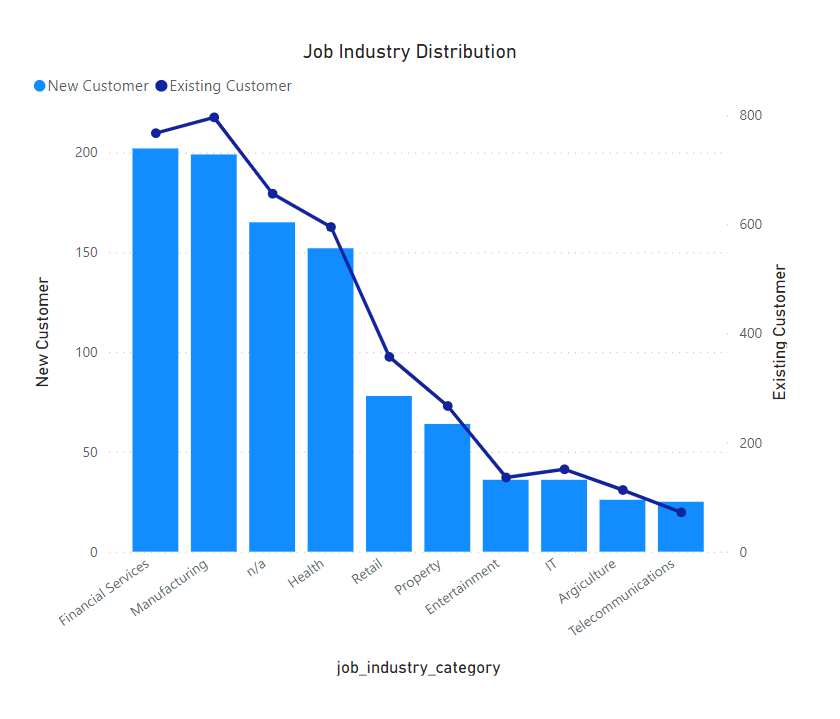 Job Industry Distribution
New Customer Existing Customer
800
200
600
150
New Customer
100
400
Existing Customer
50
200
0
0
Financial Services
Manufacturing
n/a
Health
Retail
Property
Entertainment
IT
Argiculture
Telecommunications
job_industry_category